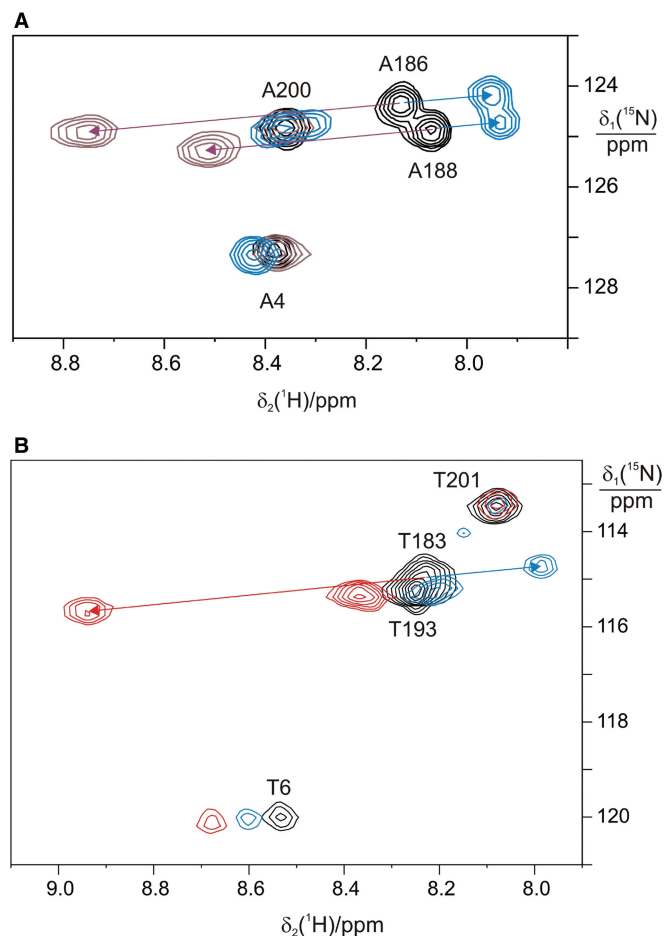 A
A186
A200
124
δ₁(¹⁵N)
ppm
A188
126
A4
128
8.8 8.6 8.4 8.2 8.0
δ₂(¹H)/ppm
B
T201
δ₁(¹⁵N)
ppm
114
T183
T193
116
118
T6
120
9.0 8.8 8.6 8.4 8.2 8.0
δ₂(¹H)/ppm